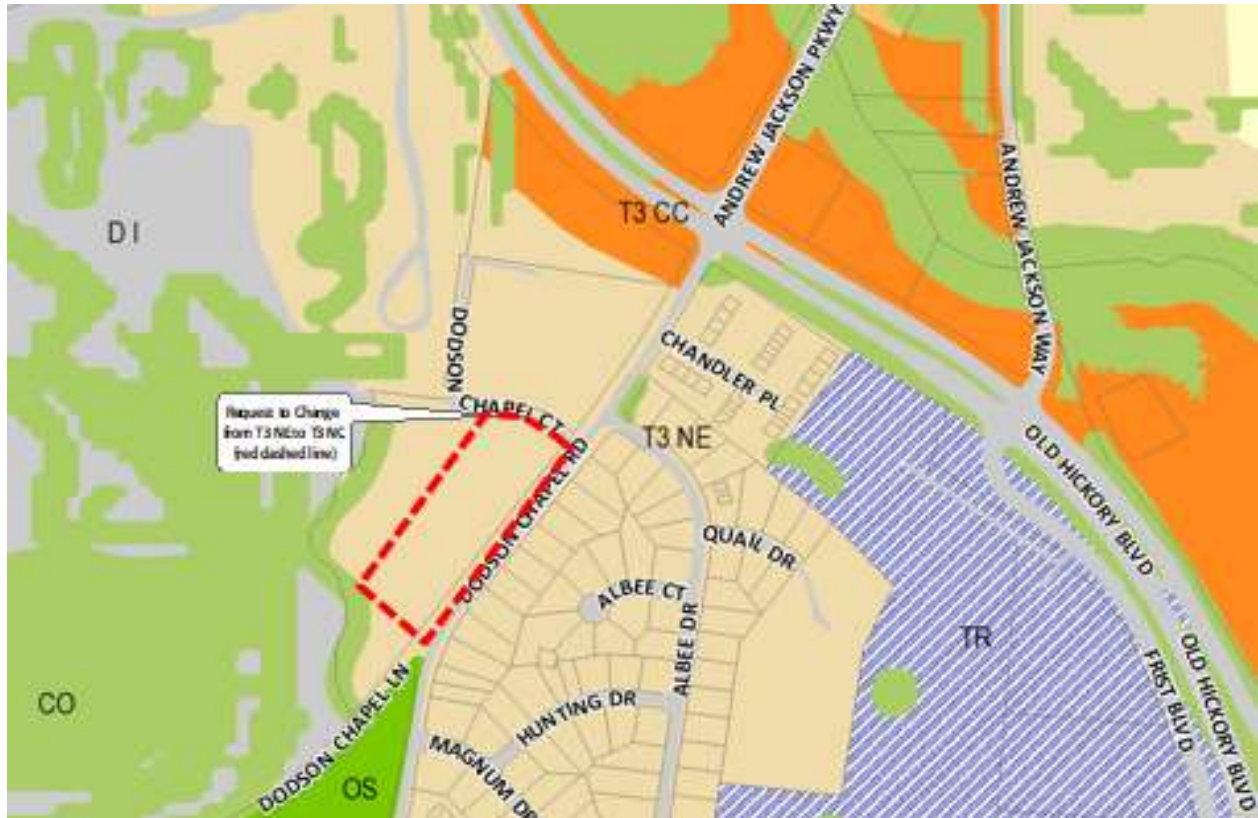 ANDREW JACKSON PKWY
ANDREW JACKSON WAY
T3 CC
D I
DODSON
CHAPEL CT
CHANDLER PL
Request to Change
from T3 NE to T3 NC
(red dashed line)
T3 NE
DODSON CHAPEL RD
OLD HICKORY BLVD
QUAIL DR
ALBEE CT
ALBEE DR
TR
FRIST BLVD
OLD HICKORY BLVD
CO
HUNTING DR
DODSON CHAPEL LN
MAGNUM DR
OS